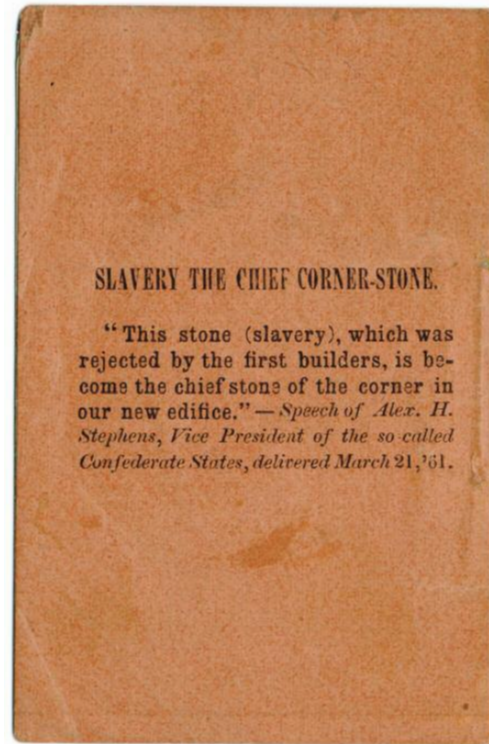 SLAVERY THE CHIEF CORNER-STONE.
“This stone (slavery), which was
rejected by the first builders, is be-
come the chief stone of the corner in
our new edifice.”—Speech of Alex. H.
Stephens, Vice President of the so-called
Confederate States, delivered March 21, ’61.